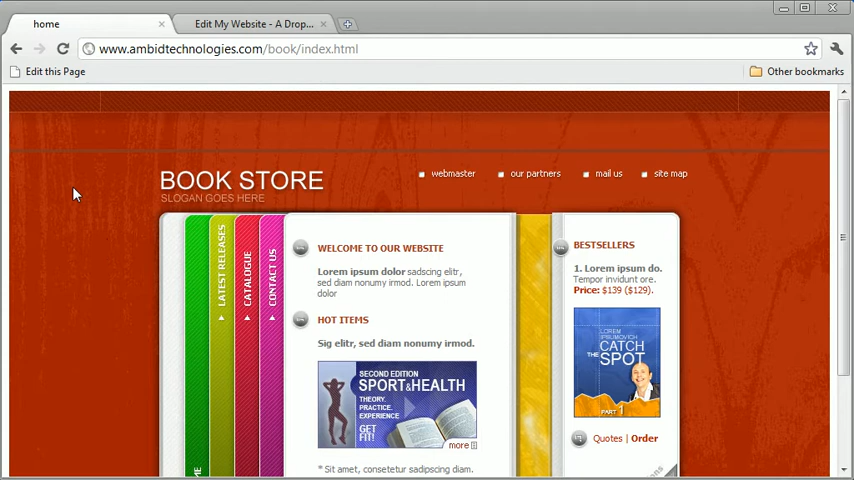 home
Edit My Website - A Drop...
www.ambidtechnologies.com/book/index.html
Edit this Page
Other bookmarks
BOOK STORE
SLOGAN GOES HERE
webmaster
our partners
mail us
site map
LATEST RELEASES
CATALOGUE
CONTACT US
WELCOME TO OUR WEBSITE
Lorem ipsum dolor sadscing elitr,
sed diam nonumy irmod. Lorem ipsum
dolor
HOT ITEMS
Sig elitr, sed diam nonumy irmod.
SECOND EDITION
SPORT&HEALTH
THEORY.
PRACTICE.
EXPERIENCE
GET
FIT!
more
* Sit amet, consetetur sadipscing diam.
BESTSELLERS
1. Lorem ipsum do.
Tempor invidunt ore.
Price: $139 ($129).
LOREM
IPSUMOVICH
CATCH
THE SPOT
PART 1
Quotes | Order